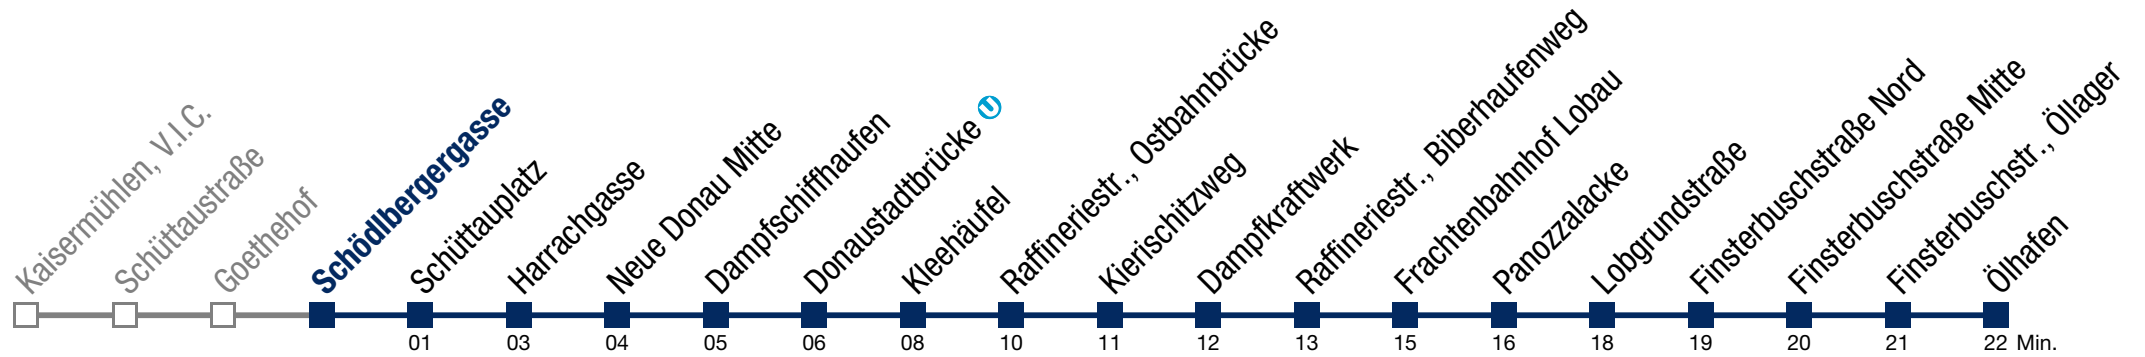 Kaisermühlen, V.I.C.
Schüttaustraße
Goethehof
Schödlbergergasse
Schüttauplatz
Harrachgasse
Neue Donau Mitte
Dampfschiffhaufen
Donaustadtbrücke U
Kleehäufel
Raffineriestr., Ostbahnbrücke
Kierischitzweg
Dampfkraftwerk
Raffineriestr., Biberhaufenweg
Frachtenbahnhof Lobau
Panozzalacke
Lobgrundstraße
Finsterbuschstraße Nord
Finsterbuschstraße Mitte
Finsterbuschstr., Öllager
Ölhafen
01 03 04 05 06 08 10 11 12 13 15 16 18 19 20 21 22 Min.